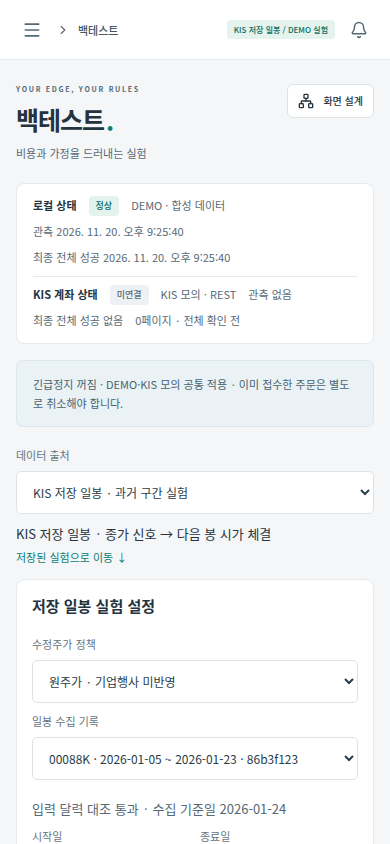 백테스트
KIS 저장 일봉 / DEMO 실험
YOUR EDGE, YOUR RULES
백테스트.
화면 설계
비용과 가정을 드러내는 실험
로컬 상태 정상 DEMO · 합성 데이터
관측 2026. 11. 20. 오후 9:25:40
최종 전체 성공 2026. 11. 20. 오후 9:25:40
KIS 계좌 상태 미연결 KIS 모의 · REST 관측 없음
최종 전체 성공 없음 0페이지 · 전체 확인 전
긴급정지 꺼짐 · DEMO·KIS 모의 공통 적용 · 이미 접수한 주문은 별도
로 취소해야 합니다.
데이터 출처
KIS 저장 일봉 · 과거 구간 실험
KIS 저장 일봉 · 종가 신호 → 다음 봉 시가 체결
저장된 실험으로 이동 ↓
저장 일봉 실험 설정
수정주가 정책
원주가 · 기업행사 미반영
일봉 수집 기록
00088K · 2026-01-05 ~ 2026-01-23 · 86b3f123
입력 달력 대조 통과 · 수집 기준일 2026-01-24
시작일 종료일